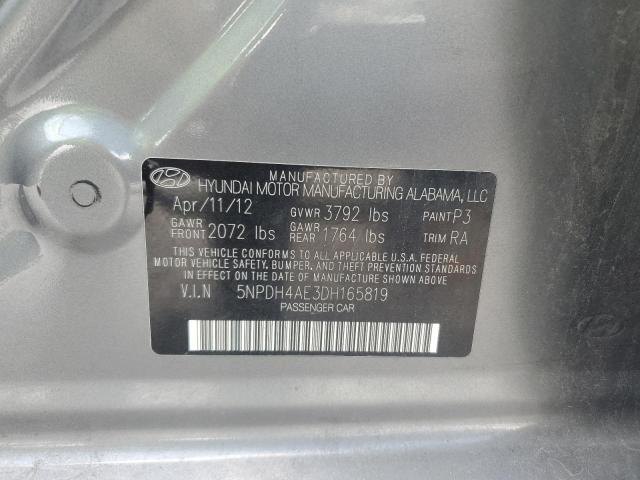 MANUFACTURED BY
HYUNDAI MOTOR MANUFACTURING ALABAMA, LLC
Apr/11/12 GVWR 3792 lbs PAINT P3
GAWR FRONT 2072 lbs GAWR REAR 1764 lbs TRIM RA
THIS VEHICLE CONFORMS TO ALL APPLICABLE U.S.A. FEDERAL
MOTOR VEHICLE SAFETY, BUMPER, AND THEFT PREVENTION STANDARDS
IN EFFECT ON THE DATE OF MANUFACTURE SHOWN ABOVE
V.I.N 5NPDH4AE3DH165819
PASSENGER CAR